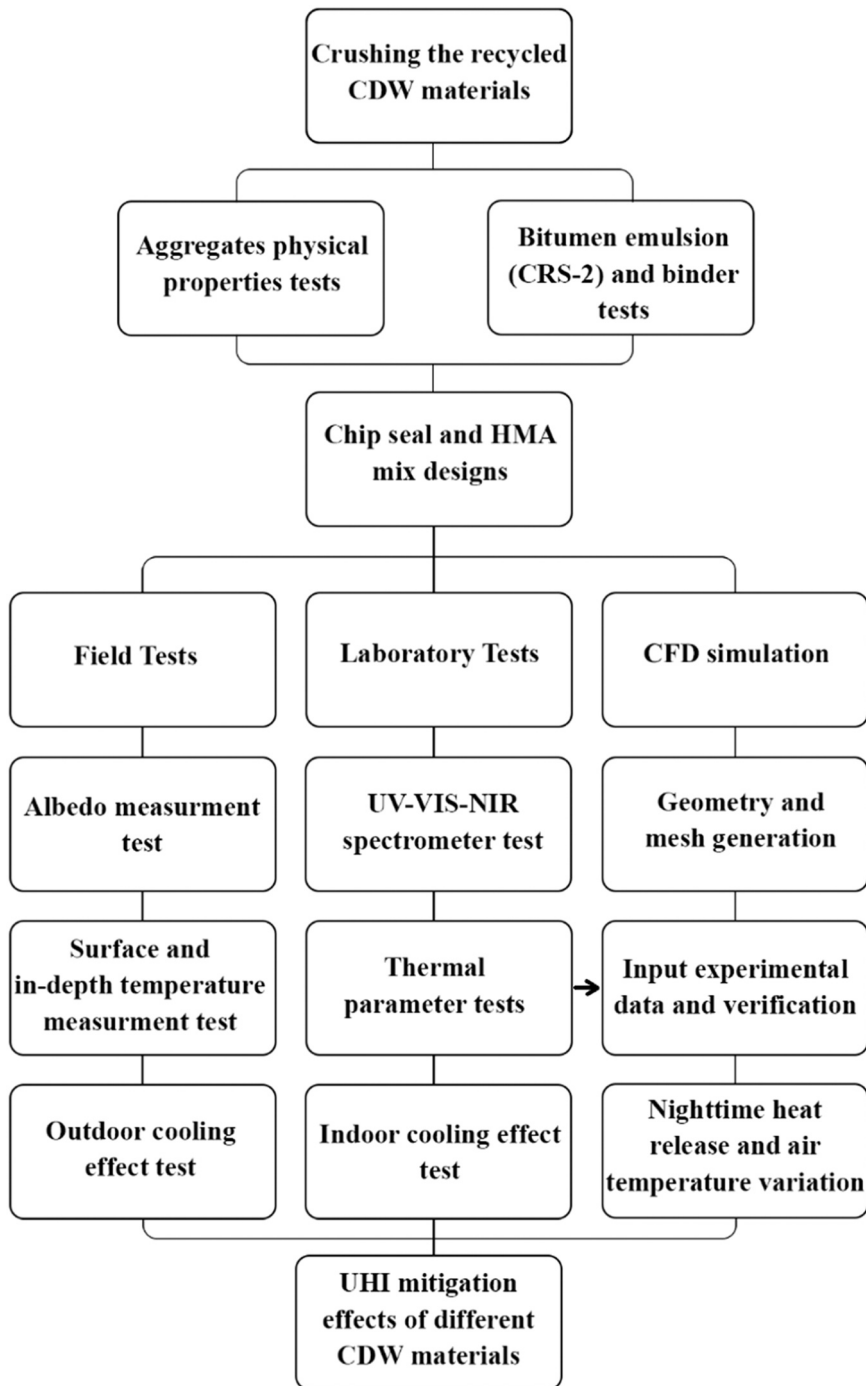 Crushing the recycled
CDW materials
Aggregates physical
properties tests
Bitumen emulsion
(CRS-2) and binder
tests
Chip seal and HMA
mix designs
Field Tests
Laboratory Tests
CFD simulation
Albedo measurment
test
UV-VIS-NIR
spectrometer test
Geometry and
mesh generation
Surface and
in-depth temperature
measurment test
Thermal
parameter tests
Input experimental
data and verification
Outdoor cooling
effect test
Indoor cooling effect
test
Nighttime heat
release and air
temperature variation
UHI mitigation
effects of different
CDW materials